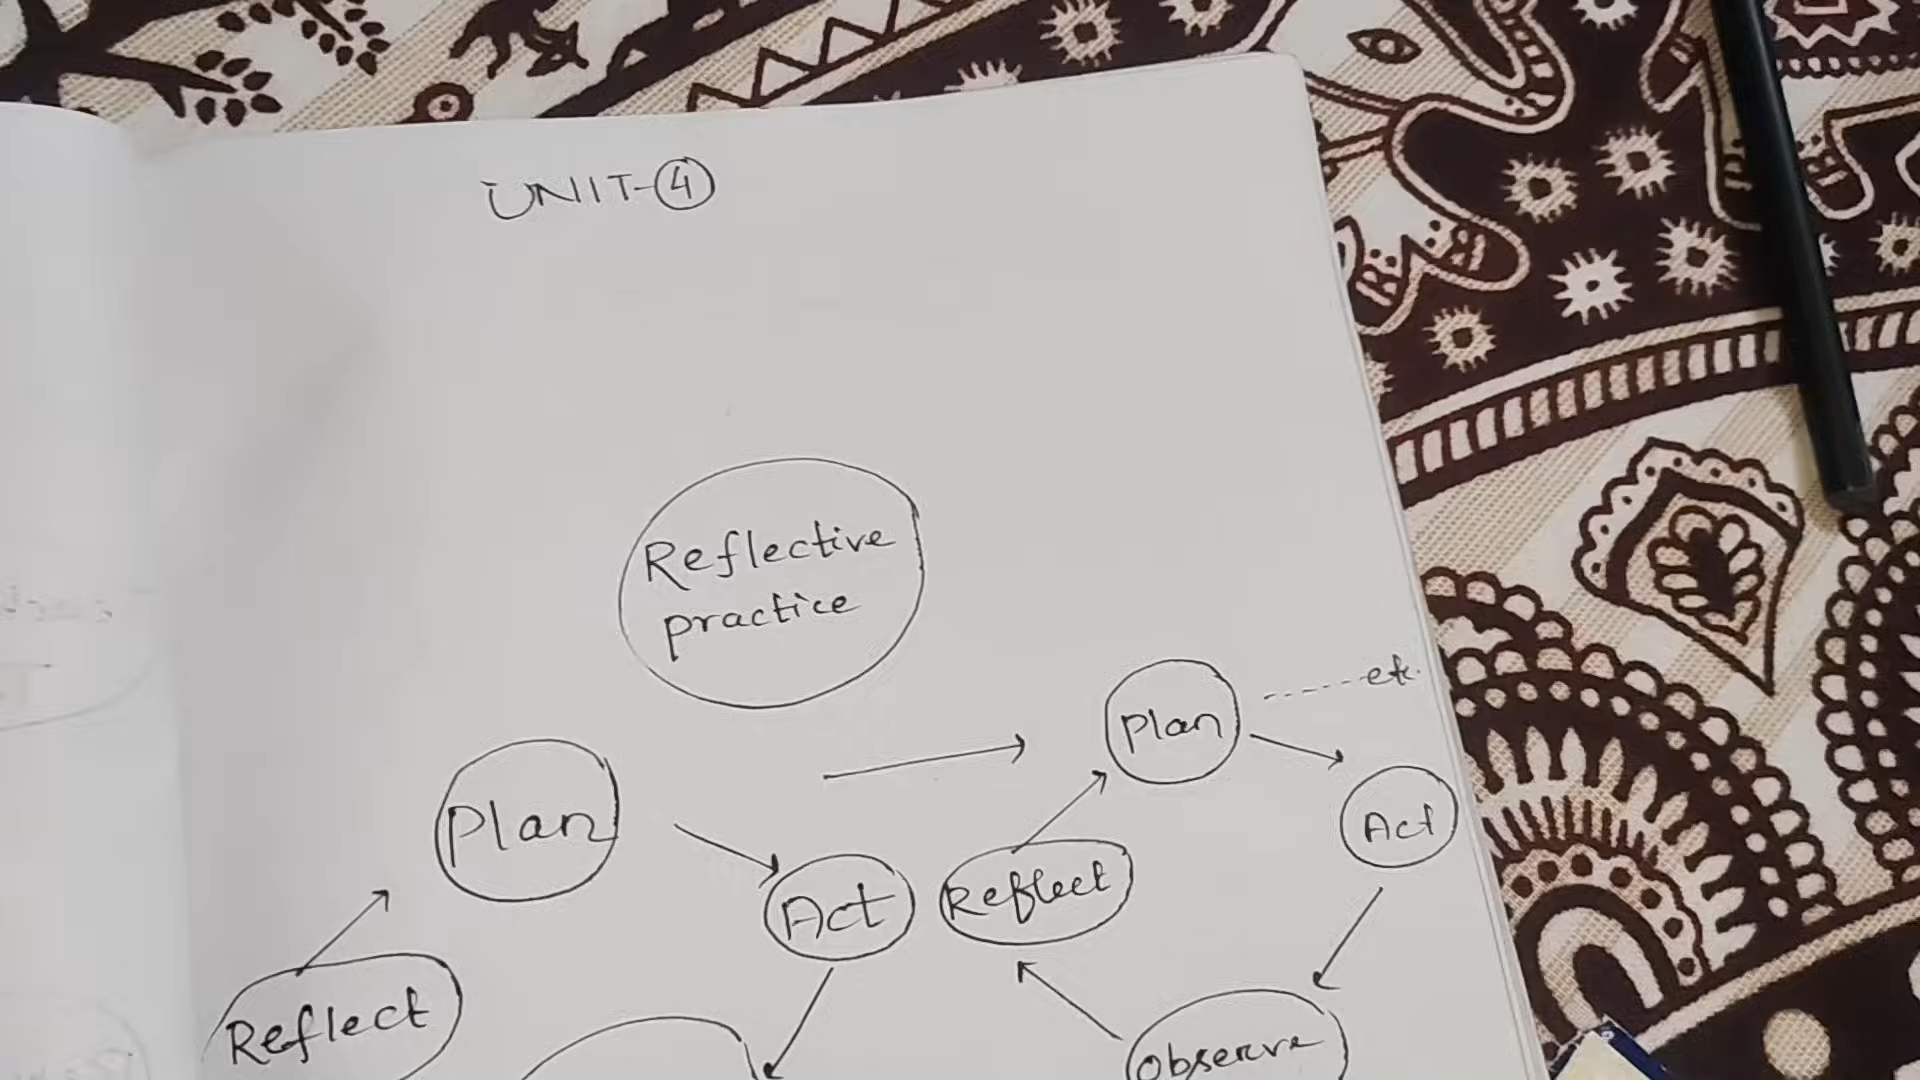 UNIT-4
Reflective
practice
etc.
Plan
Plan
Act
Act
Reflect
Reflect
Observe